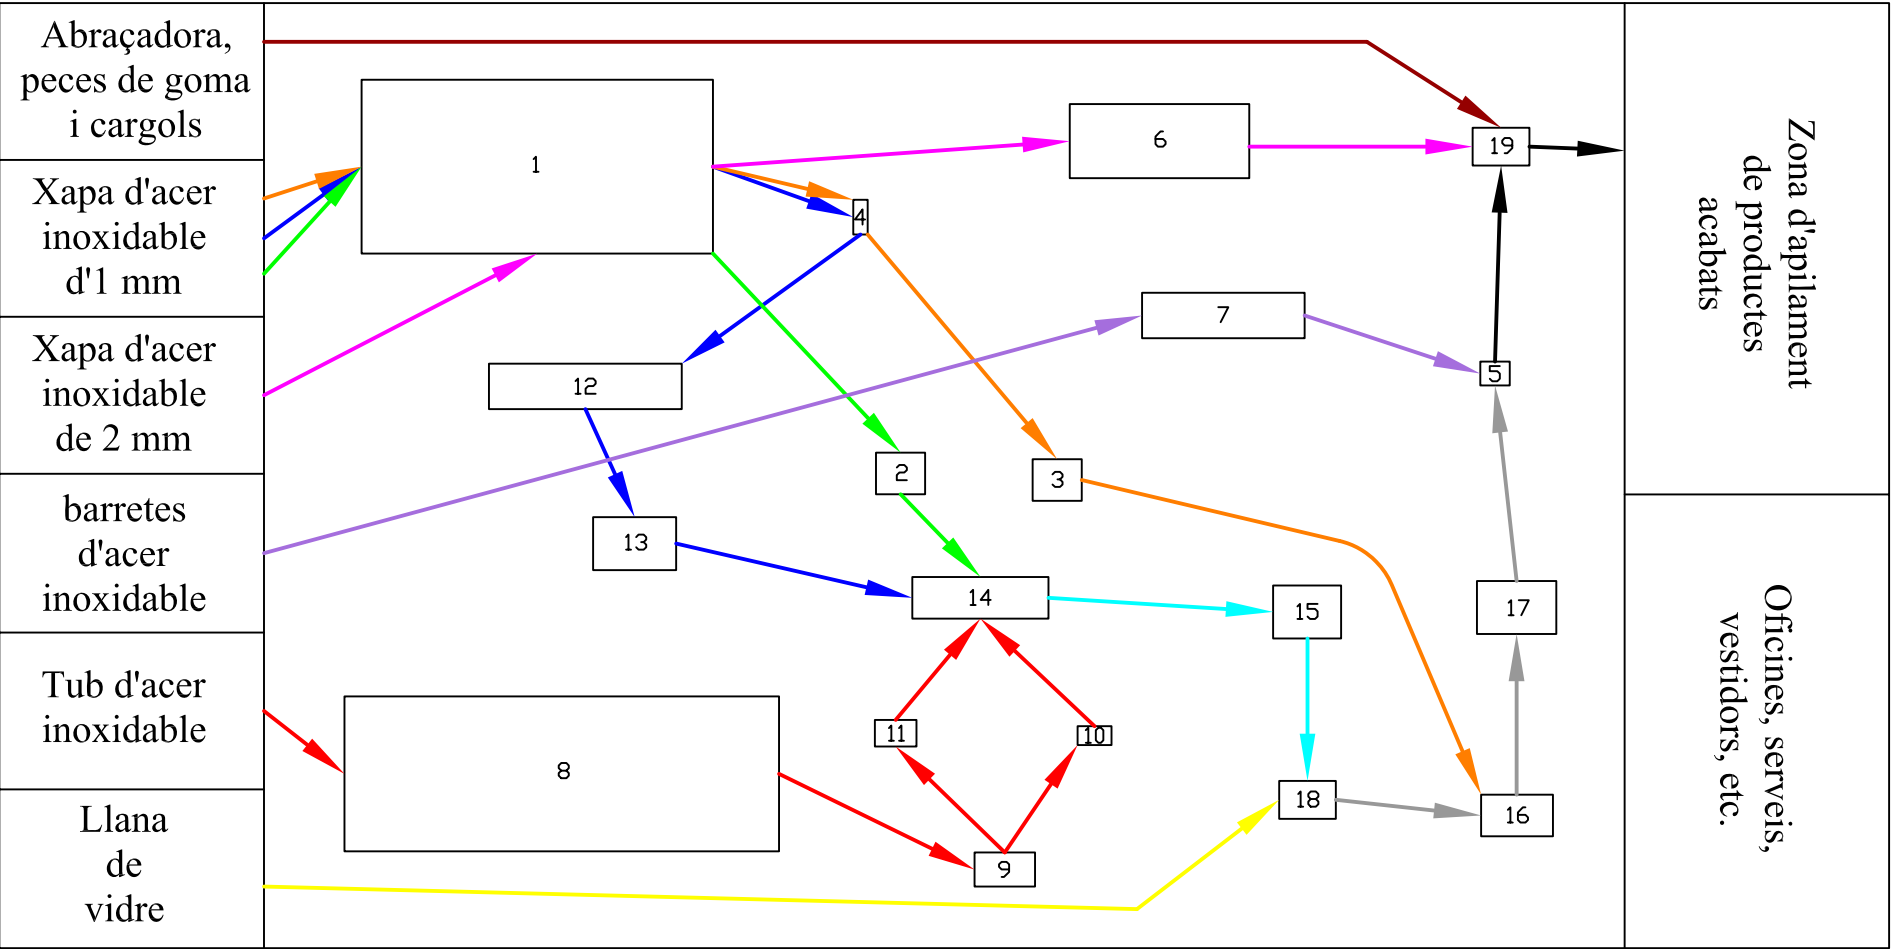 Abraçadora,
peces de goma
i cargols
Xapa d'acer
inoxidable
d'1 mm
Xapa d'acer
inoxidable
de 2 mm
barretes
d'acer
inoxidable
Tub d'acer
inoxidable
Llana
de
vidre
1
6
19
4
7
5
12
2
3
13
14
15
17
11
10
8
18
16
9
Zona d'apilament
de productes
acabats
Oficines, serveis,
vestidors, etc.